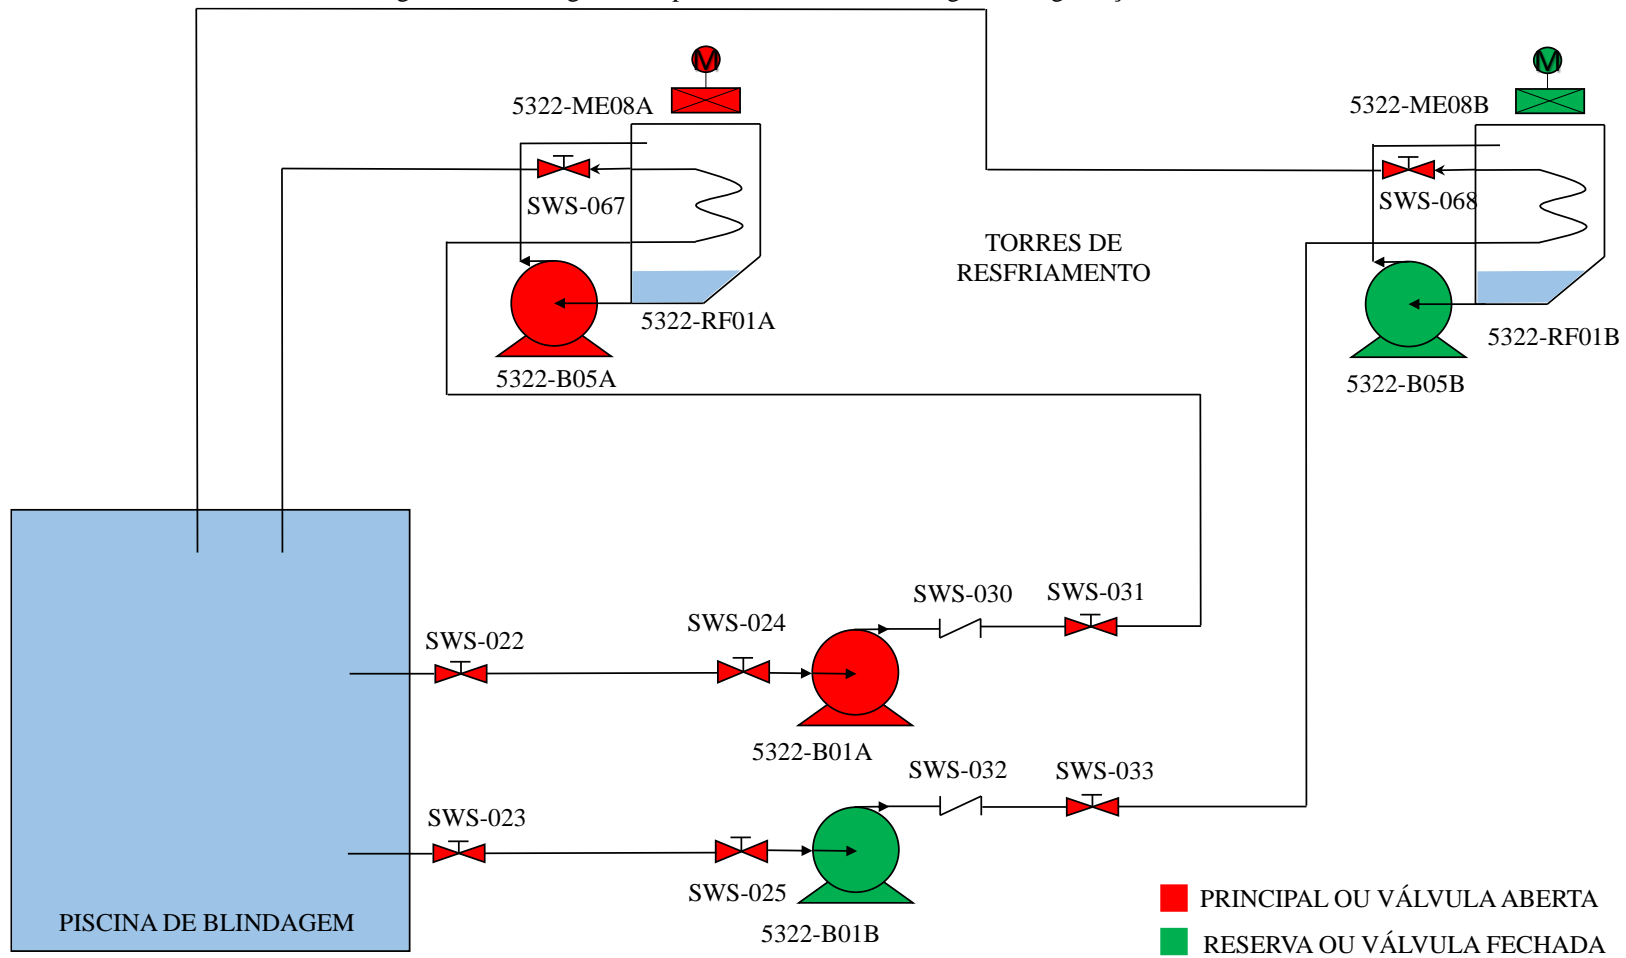 M
M
5322-ME08A
5322-ME08B
SWS-067
SWS-068
TORRES DE
RESFRIAMENTO
5322-RF01A
5322-RF01B
5322-B05A
5322-B05B
SWS-030
SWS-031
SWS-024
SWS-022
5322-B01A
SWS-032
SWS-033
SWS-023
SWS-025
5322-B01B
PISCINA DE BLINDAGEM
PRINCIPAL OU VÁLVULA ABERTA
RESERVA OU VÁLVULA FECHADA